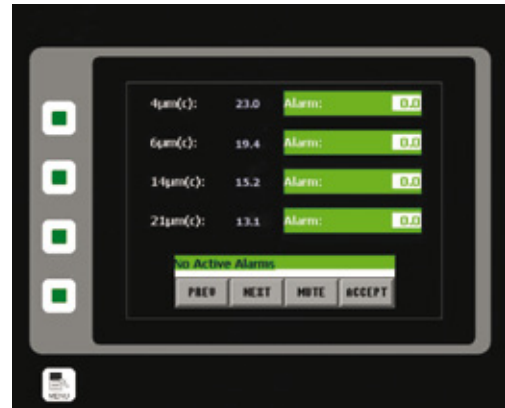 4µm(c): 23.0 Alarm: 0.0
6µm(c): 19.4 Alarm: 0.0
14µm(c): 15.2 Alarm: 0.0
21µm(c): 13.1 Alarm: 0.0
No Active Alarms
PREV NEXT MUTE ACCEPT
MENU